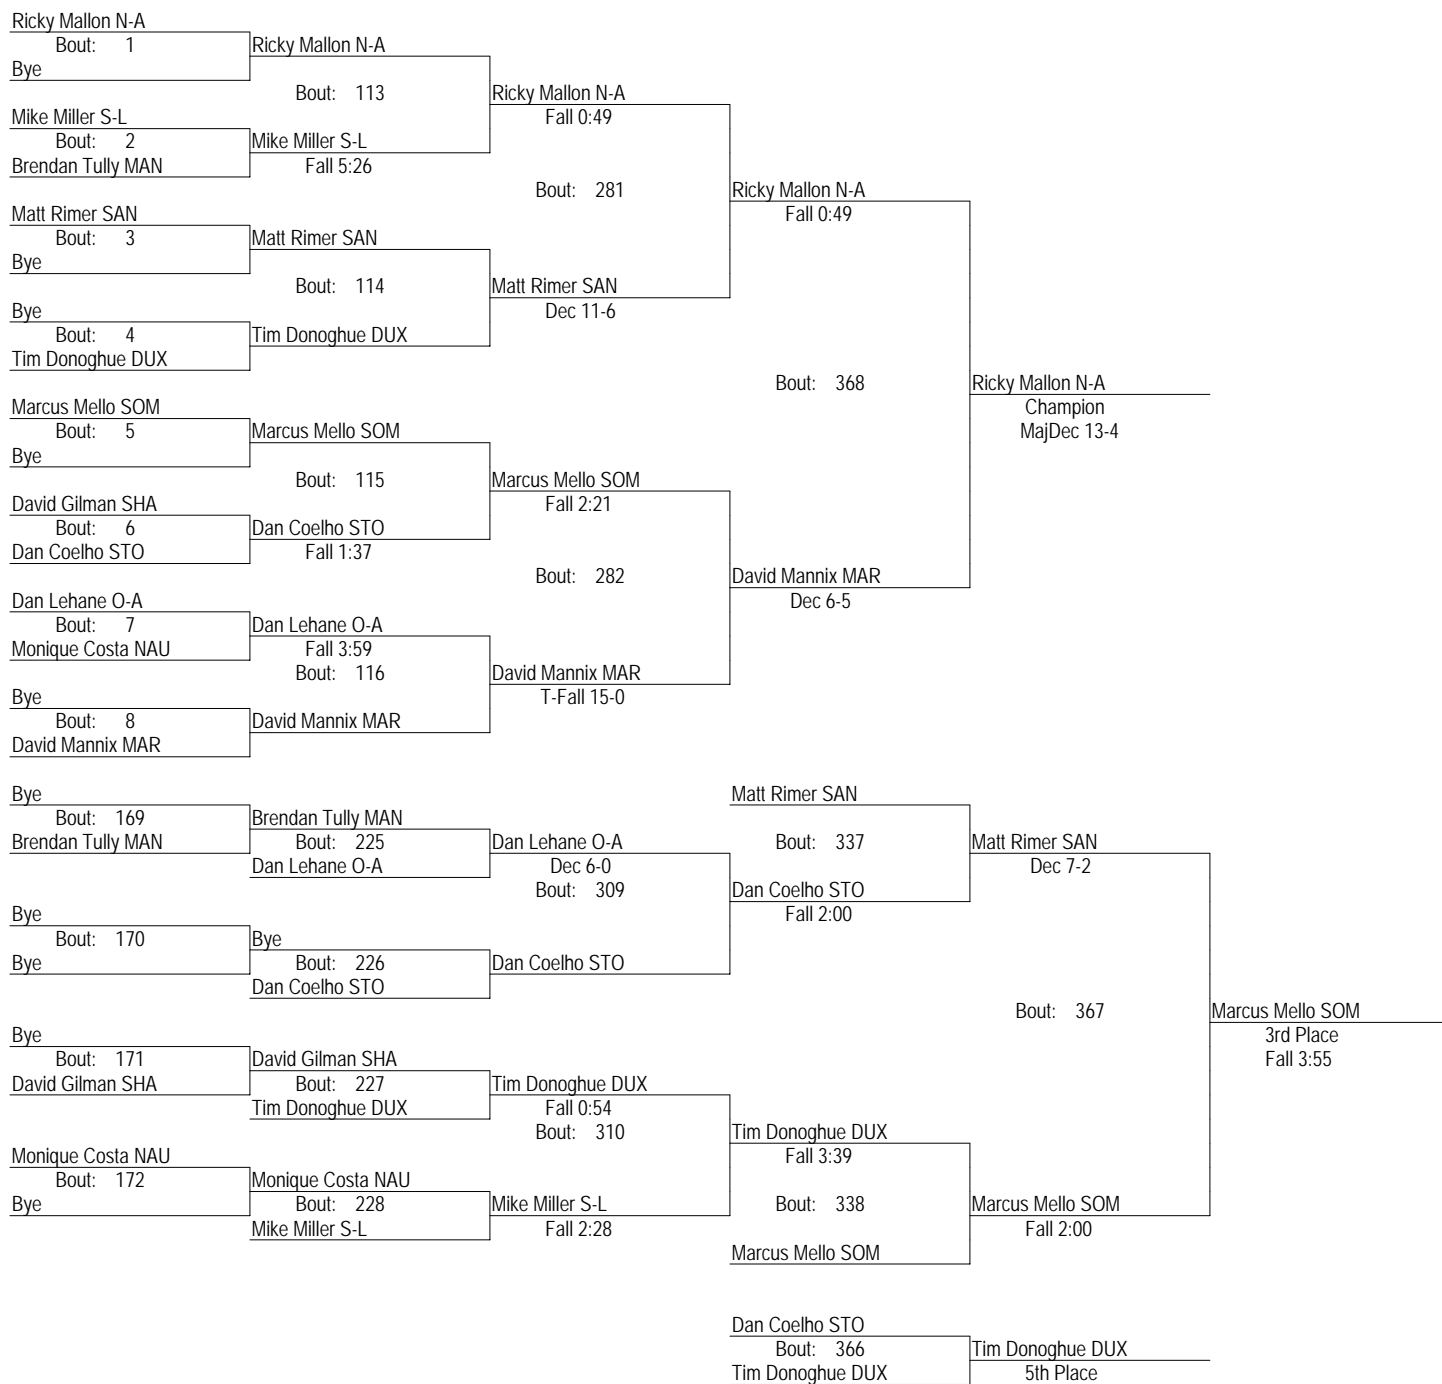 Ricky Mallon N-A
Bout: 1
Bye
Ricky Mallon N-A
Bout: 113
Mike Miller S-L
Bout: 2
Brendan Tully MAN
Mike Miller S-L
Fall 5:26
Ricky Mallon N-A
Fall 0:49
Bout: 281
Matt Rimer SAN
Bout: 3
Bye
Matt Rimer SAN
Bout: 114
Bye
Bout: 4
Tim Donoghue DUX
Tim Donoghue DUX
Matt Rimer SAN
Dec 11-6
Ricky Mallon N-A
Fall 0:49
Bout: 368
Marcus Mello SOM
Bout: 5
Bye
Marcus Mello SOM
Bout: 115
David Gilman SHA
Bout: 6
Dan Coelho STO
Dan Coelho STO
Fall 1:37
Marcus Mello SOM
Fall 2:21
Bout: 282
Dan Lehane O-A
Bout: 7
Monique Costa NAU
Dan Lehane O-A
Fall 3:59
Bout: 116
Bye
Bout: 8
David Mannix MAR
David Mannix MAR
David Mannix MAR
T-Fall 15-0
David Mannix MAR
Dec 6-5
Ricky Mallon N-A
Champion
MajDec 13-4
Bye
Bout: 169
Brendan Tully MAN
Brendan Tully MAN
Bout: 225
Dan Lehane O-A
Dan Lehane O-A
Dec 6-0
Bout: 309
Bye
Bout: 170
Bye
Bye
Bout: 226
Dan Coelho STO
Dan Coelho STO
Matt Rimer SAN
Bout: 337
Dan Coelho STO
Fall 2:00
Matt Rimer SAN
Dec 7-2
Bout: 367
Bye
Bout: 171
David Gilman SHA
David Gilman SHA
Bout: 227
Tim Donoghue DUX
Tim Donoghue DUX
Fall 0:54
Bout: 310
Monique Costa NAU
Bout: 172
Bye
Monique Costa NAU
Bout: 228
Mike Miller S-L
Mike Miller S-L
Fall 2:28
Tim Donoghue DUX
Fall 3:39
Bout: 338
Marcus Mello SOM
Marcus Mello SOM
Fall 2:00
Marcus Mello SOM
3rd Place
Fall 3:55
Dan Coelho STO
Bout: 366
Tim Donoghue DUX
Tim Donoghue DUX
5th Place